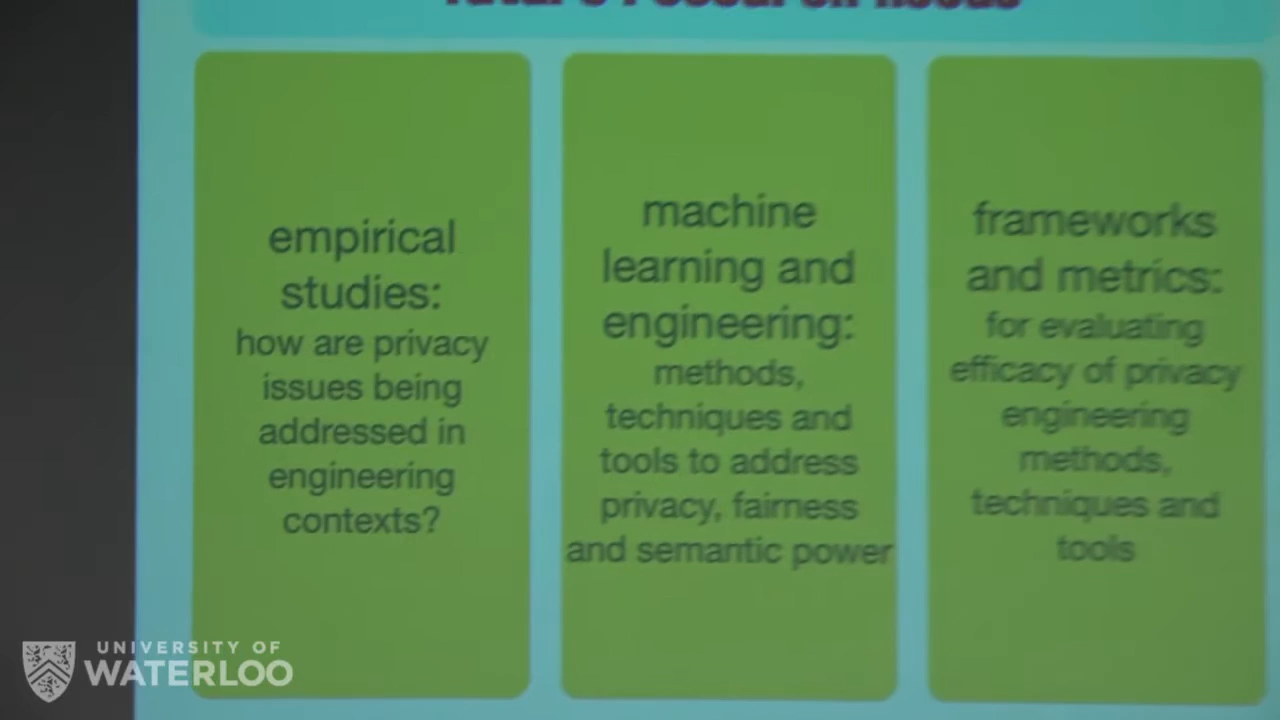 empirical
studies:
how are privacy
issues being
addressed in
engineering
contexts?
machine
learning and
engineering:
methods,
techniques and
tools to address
privacy, fairness
and semantic power
frameworks
and metrics:
for evaluating
efficacy of privacy
engineering
methods,
techniques and
tools
UNIVERSITY OF
WATERLOO